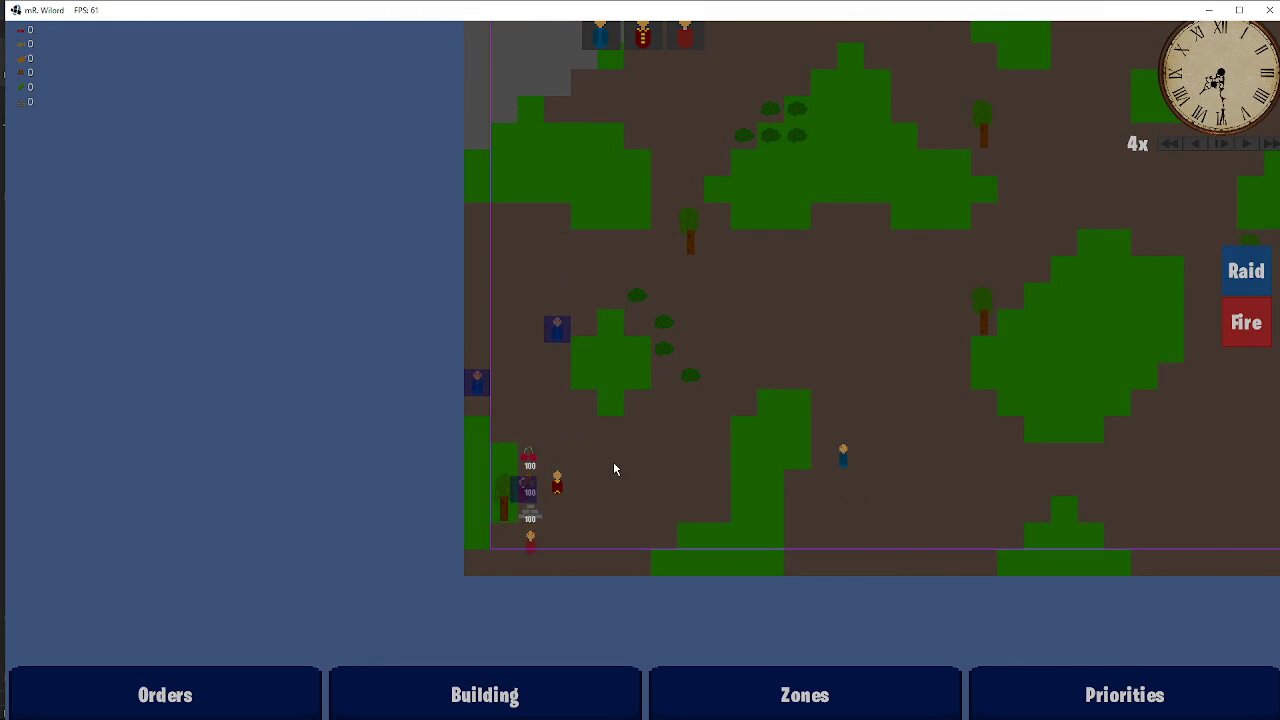 mR. Wilord FPS: 61
0
0
0
0
0
0
XII
4x
Raid
Fire
100
100
100
Orders
Building
Zones
Priorities